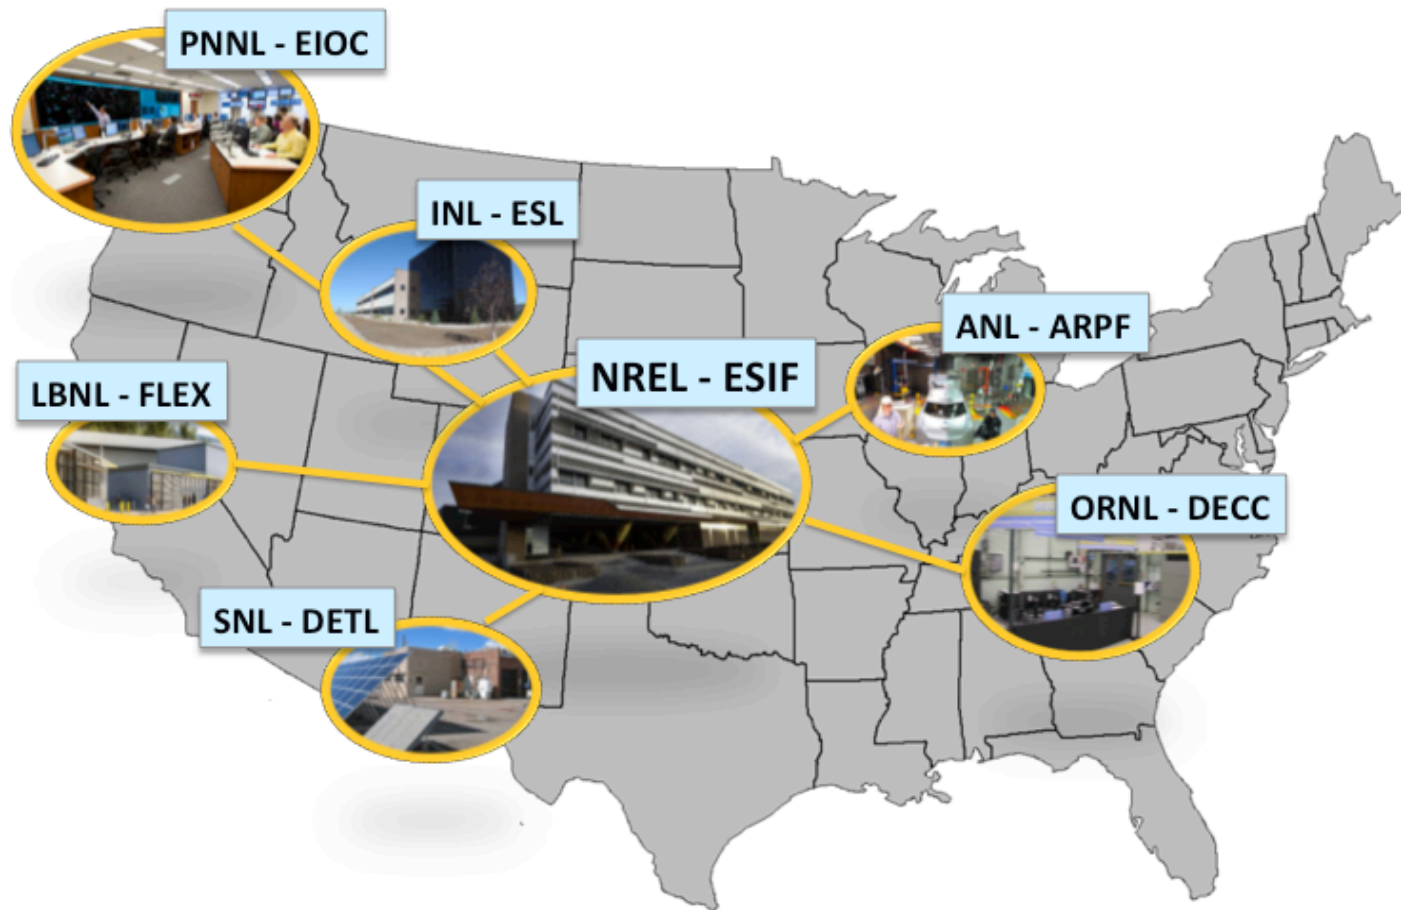 PNNL - EIOC
INL - ESL
ANL - ARPF
NREL - ESIF
LBNL - FLEX
ORNL - DECC
SNL - DETL